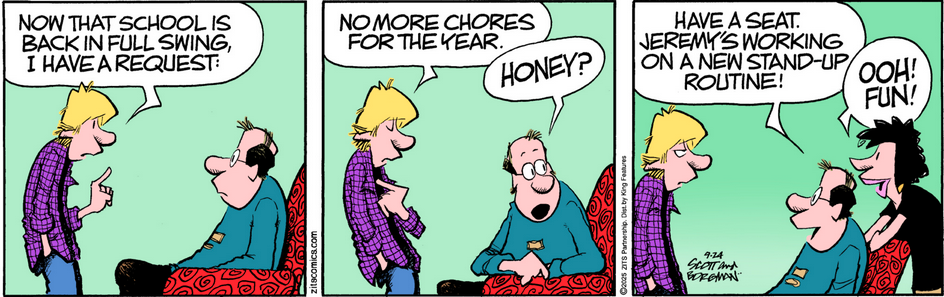 NOW THAT SCHOOL IS
BACK IN FULL SWING,
I HAVE A REQUEST:
zitscomics.com
NO MORE CHORES
FOR THE YEAR.
HONEY?
©2025 ZITS Partnership. Dist. by King Features
HAVE A SEAT.
JEREMY'S WORKING
ON A NEW STAND-UP
ROUTINE!
OOH!
FUN!
9-24
SCOTT and
BORGMAN